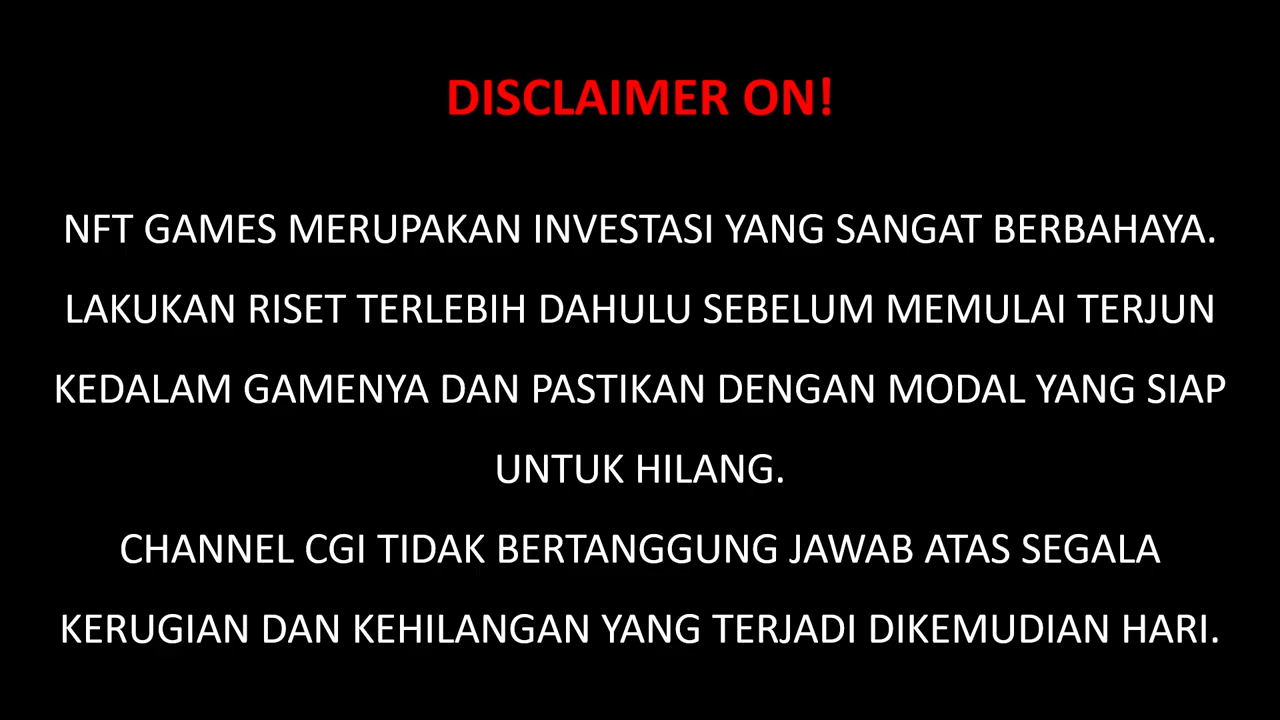 DISCLAIMER ON!
NFT GAMES MERUPAKAN INVESTASI YANG SANGAT BERBAHAYA.
LAKUKAN RISET TERLEBIH DAHULU SEBELUM MEMULAI TERJUN
KEDALAM GAMENYA DAN PASTIKAN DENGAN MODAL YANG SIAP
UNTUK HILANG.
CHANNEL CGI TIDAK BERTANGGUNG JAWAB ATAS SEGALA
KERUGIAN DAN KEHILANGAN YANG TERJADI DIKEMUDIAN HARI.